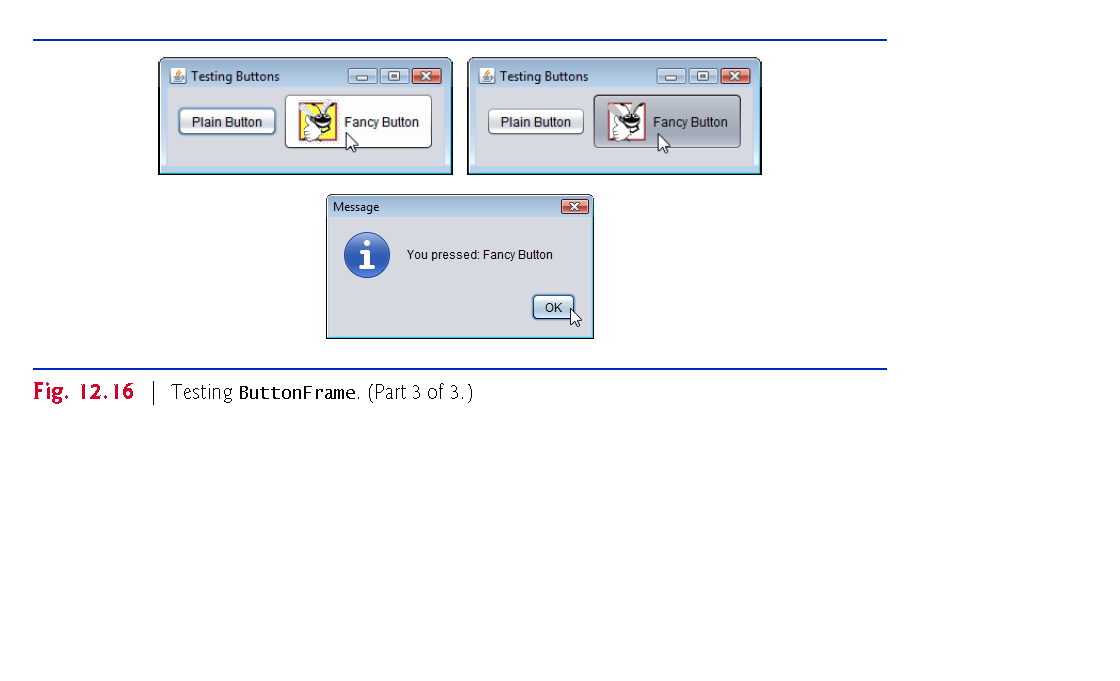 Testing Buttons
Plain Button
Fancy Button
Testing Buttons
Plain Button
Fancy Button
Message
You pressed: Fancy Button
OK
Fig. 12.16 | Testing ButtonFrame. (Part 3 of 3.)